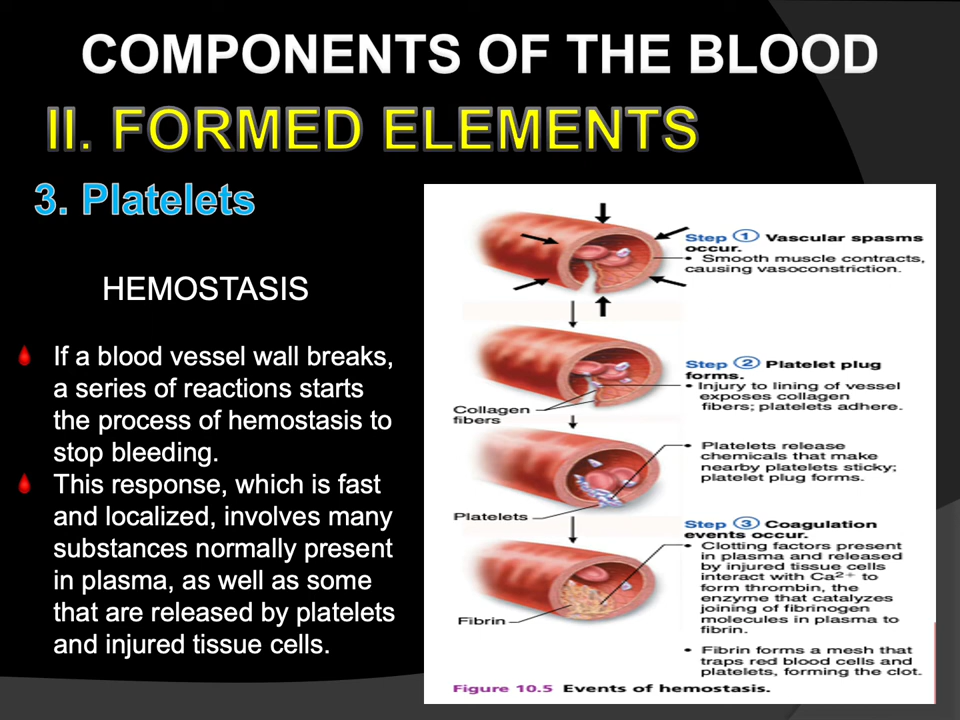 COMPONENTS OF THE BLOOD
II. FORMED ELEMENTS
3. Platelets
HEMOSTASIS
If a blood vessel wall breaks,
a series of reactions starts
the process of hemostasis to
stop bleeding.
This response, which is fast
and localized, involves many
substances normally present
in plasma, as well as some
that are released by platelets
and injured tissue cells.
Step 1 Vascular spasms
occur.
• Smooth muscle contracts,
causing vasoconstriction.
Step 2 Platelet plug
forms.
• Injury to lining of vessel
exposes collagen
fibers; platelets adhere.
Collagen
fibers
• Platelets release
chemicals that make
nearby platelets sticky;
platelet plug forms.
Platelets
Step 3 Coagulation
events occur.
• Clotting factors present
in plasma and released
by injured tissue cells
interact with Ca2+ to
form thrombin, the
enzyme that catalyzes
joining of fibrinogen
molecules in plasma to
fibrin.
Fibrin
• Fibrin forms a mesh that
traps red blood cells and
platelets, forming the clot.
Figure 10.5 Events of hemostasis.